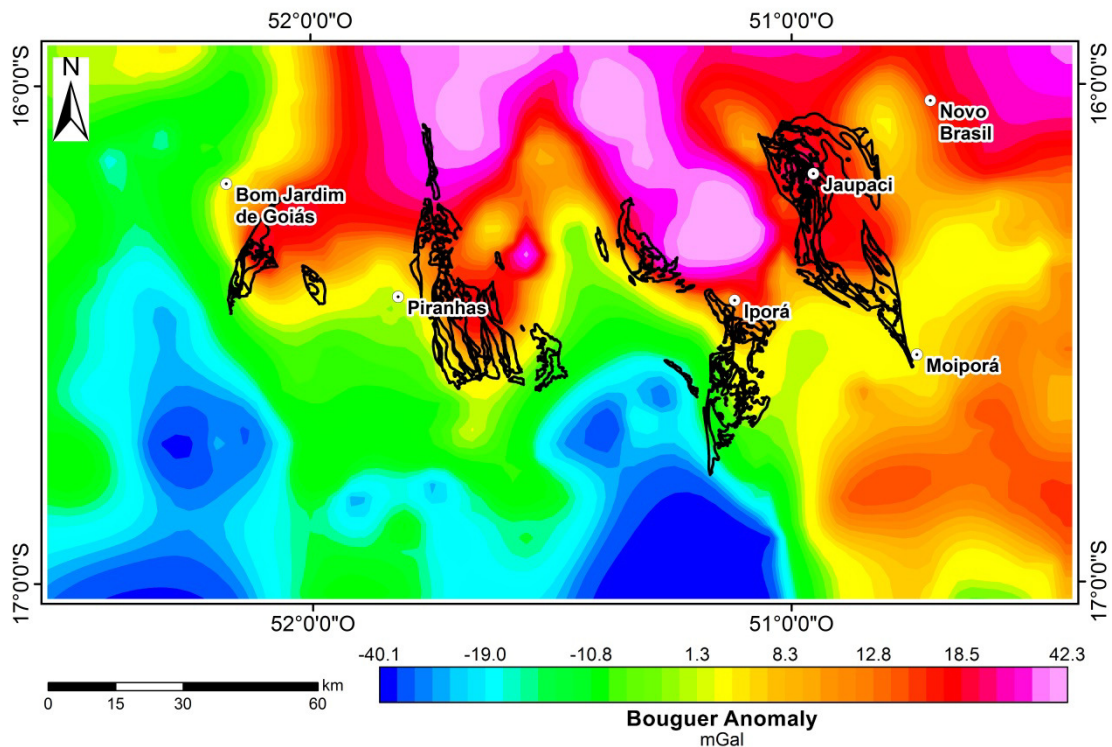 52°0'0"O 51°0'0"O
16°0'0"S 16°0'0"S
N
Novo
Brasil
Jaupaci
Bom Jardim
de Goiás
Piranhas
Iporá
Moiporá
17°0'0"S 17°0'0"S
52°0'0"O 51°0'0"O
-40.1 -19.0 -10.8 1.3 8.3 12.8 18.5 42.3
km
0 15 30 60
Bouguer Anomaly
mGal